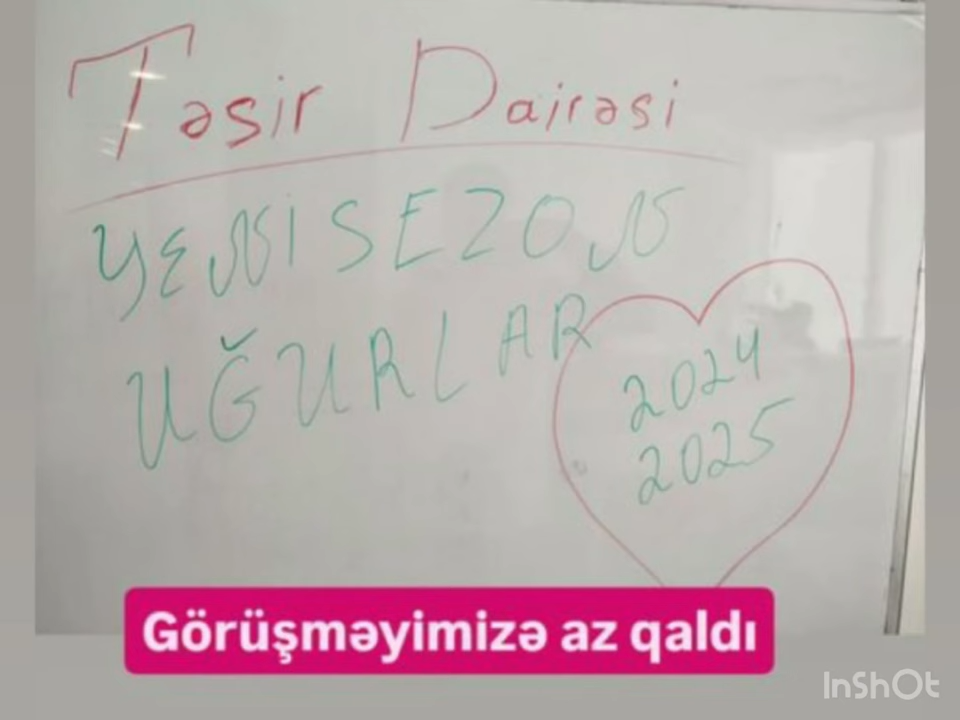 Təsir Dairəsi
YENİ SEZON
UĞURLAR
2024
2025
Görüşməyimizə az qaldı
InShOt